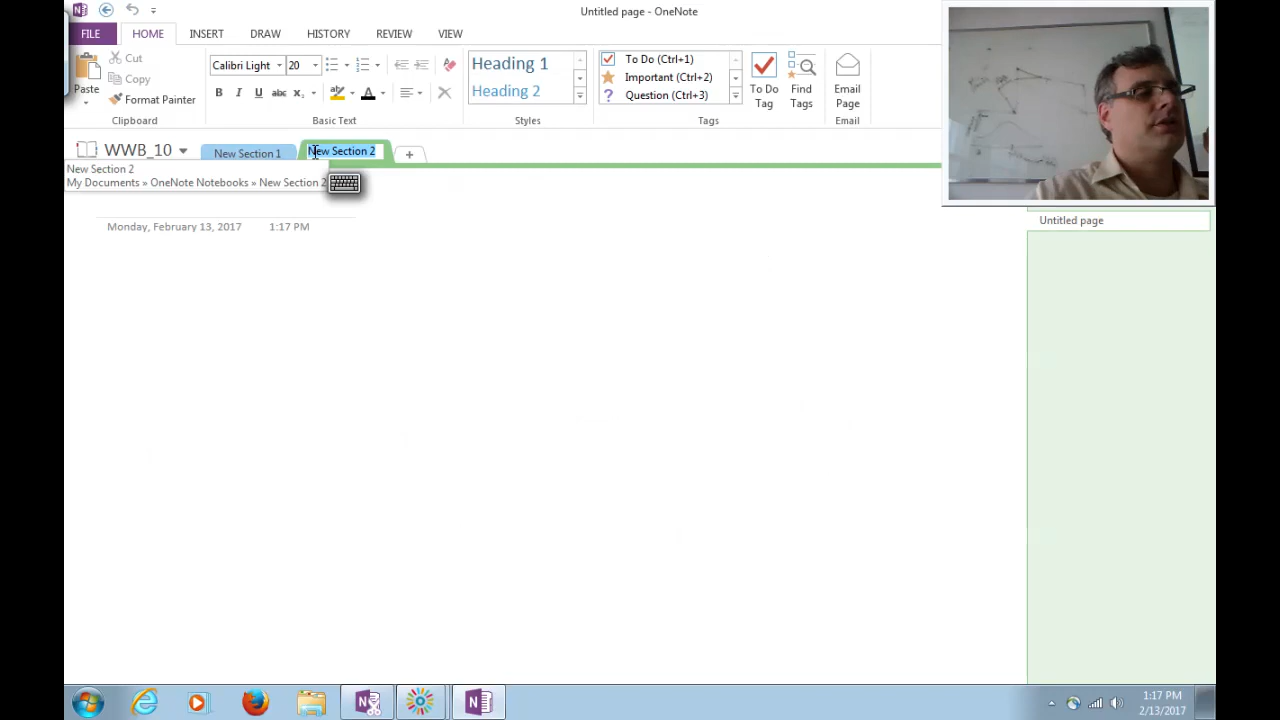 Untitled page - OneNote
FILE HOME INSERT DRAW HISTORY REVIEW VIEW
Paste
Cut
Copy
Format Painter
Clipboard
Calibri Light 20
B I U abc X₂ A
Basic Text
Heading 1
Heading 2
Styles
To Do (Ctrl+1)
Important (Ctrl+2)
? Question (Ctrl+3)
Tags
To Do
Tag
Find
Tags
Email
Page
Email
WWB_10 New Section 1 New Section 2 +
New Section 2
My Documents » OneNote Notebooks » New Section 2
Monday, February 13, 2017 1:17 PM
Untitled page
1:17 PM
2/13/2017